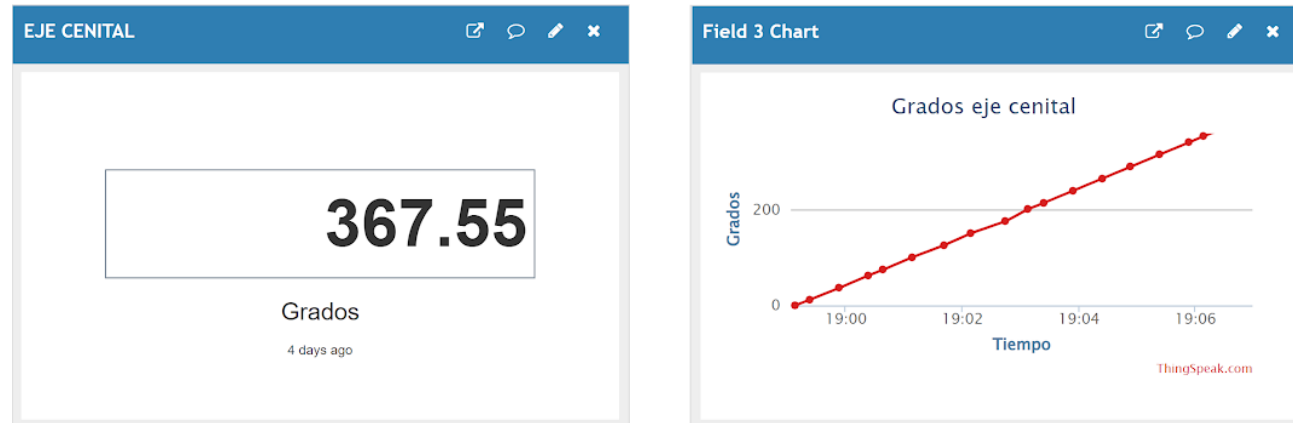 EJE CENITAL
367.55
Grados
4 days ago
Field 3 Chart
Grados eje cenital
Grados
200
0
19:00 19:02 19:04 19:06
Tiempo
ThingSpeak.com